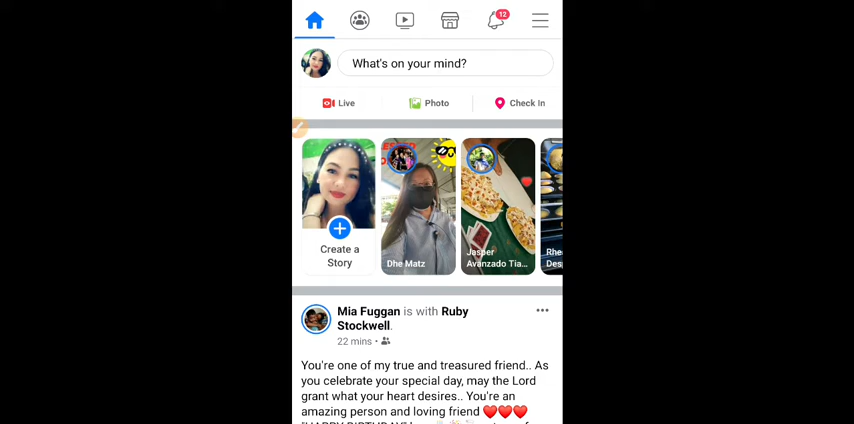 12
What's on your mind?
Live
Photo
Check In
Create a
Story
Dhe Matz
Jasper
Avanzado Tia...
Mia Fuggan is with Ruby
Stockwell.
22 mins
You're one of my true and treasured friend.. As
you celebrate your special day, may the Lord
grant what your heart desires.. You're an
amazing person and loving friend ❤️❤️❤️